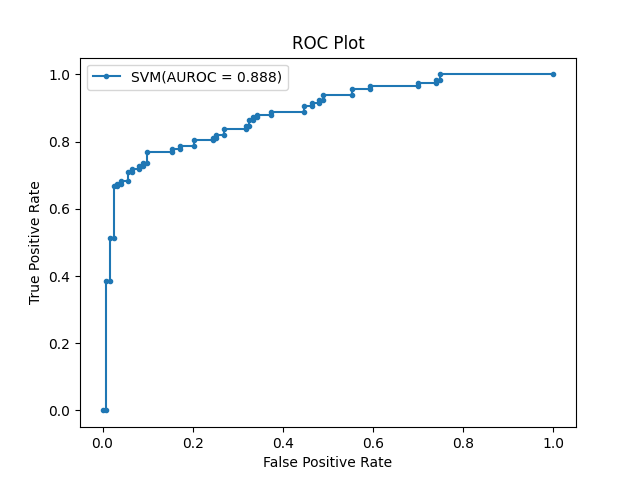 ROC Plot
SVM(AUROC = 0.888)
True Positive Rate
1.0
0.8
0.6
0.4
0.2
0.0
0.0 0.2 0.4 0.6 0.8 1.0
False Positive Rate